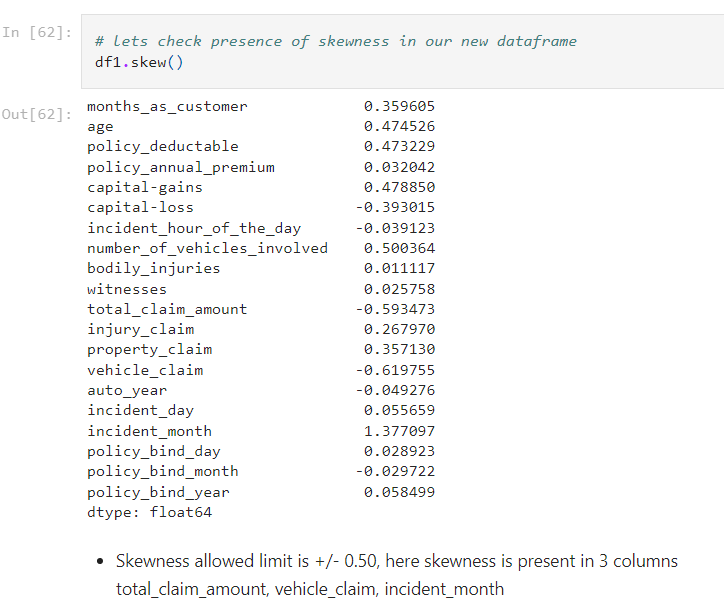 In [62]:
# lets check presence of skewness in our new dataframe
df1.skew()
Out[62]:
months_as_customer 0.359605
age 0.474526
policy_deductable 0.473229
policy_annual_premium 0.032042
capital-gains 0.478850
capital-loss -0.393015
incident_hour_of_the_day -0.039123
number_of_vehicles_involved 0.500364
bodily_injuries 0.011117
witnesses 0.025758
total_claim_amount -0.593473
injury_claim 0.267970
property_claim 0.357130
vehicle_claim -0.619755
auto_year -0.049276
incident_day 0.055659
incident_month 1.377097
policy_bind_day 0.028923
policy_bind_month -0.029722
policy_bind_year 0.058499
dtype: float64
• Skewness allowed limit is +/- 0.50, here skewness is present in 3 columns
total_claim_amount, vehicle_claim, incident_month